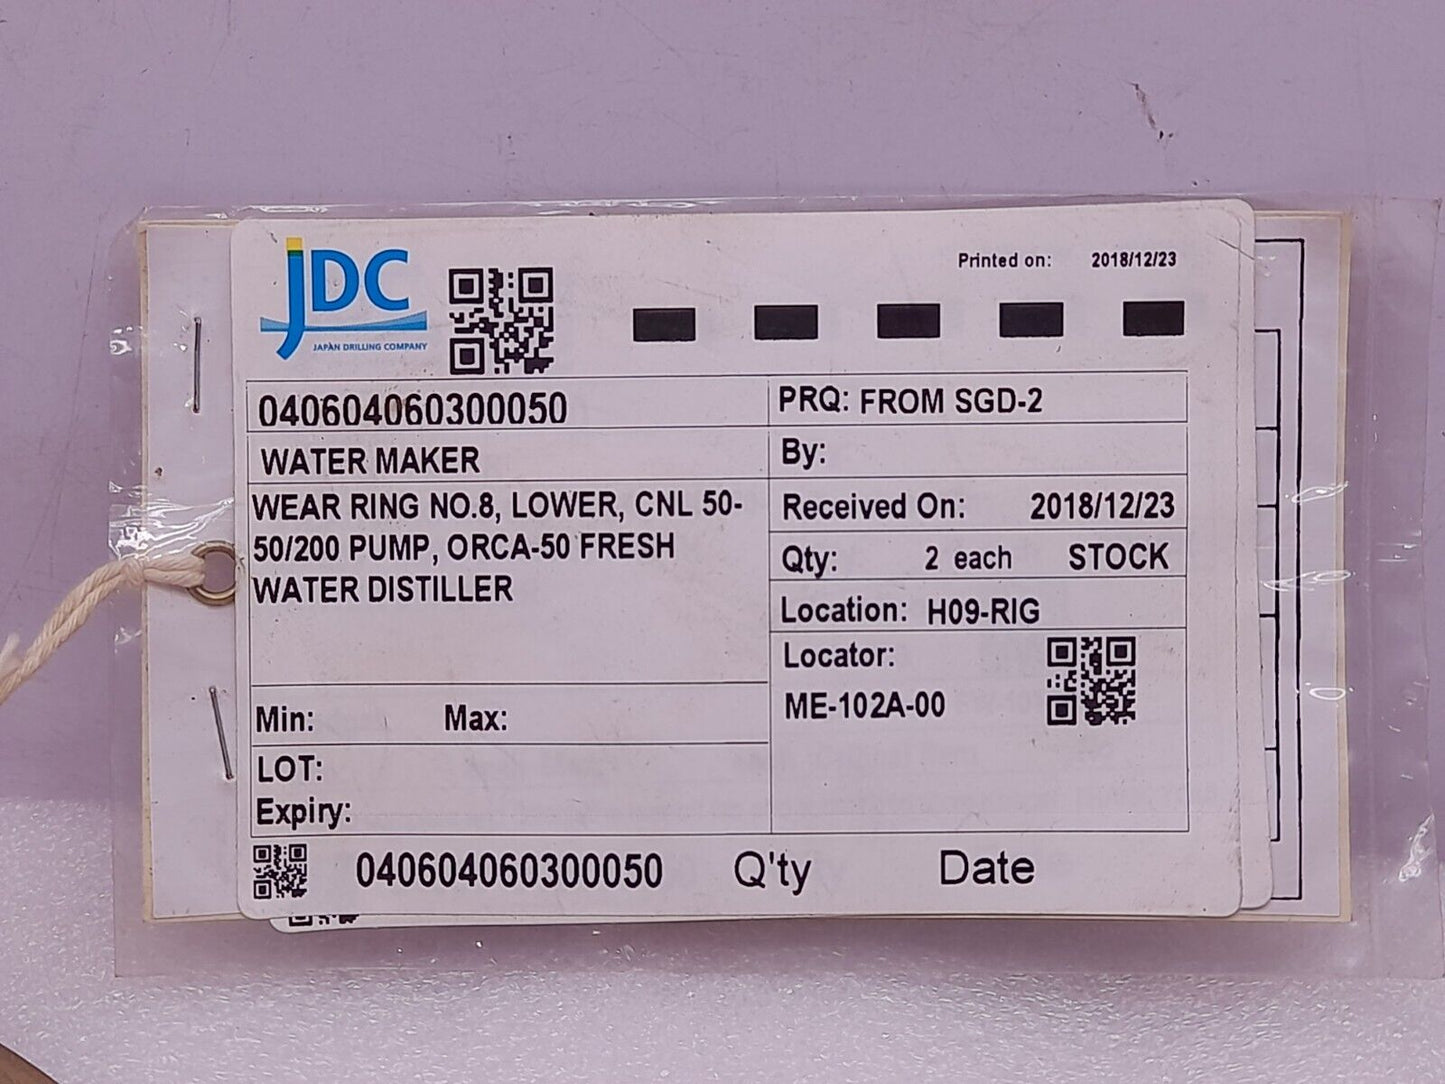 JDC
JAPAN DRILLING COMPANY
Printed on: 2018/12/23
040604060300050
PRQ: FROM SGD-2
WATER MAKER
By:
WEAR RING NO.8, LOWER, CNL 50-
50/200 PUMP, ORCA-50 FRESH
WATER DISTILLER
Received On: 2018/12/23
Qty: 2 each STOCK
Location: H09-RIG
Locator:
ME-102A-00
Min: Max:
LOT:
Expiry:
040604060300050 Q'ty Date